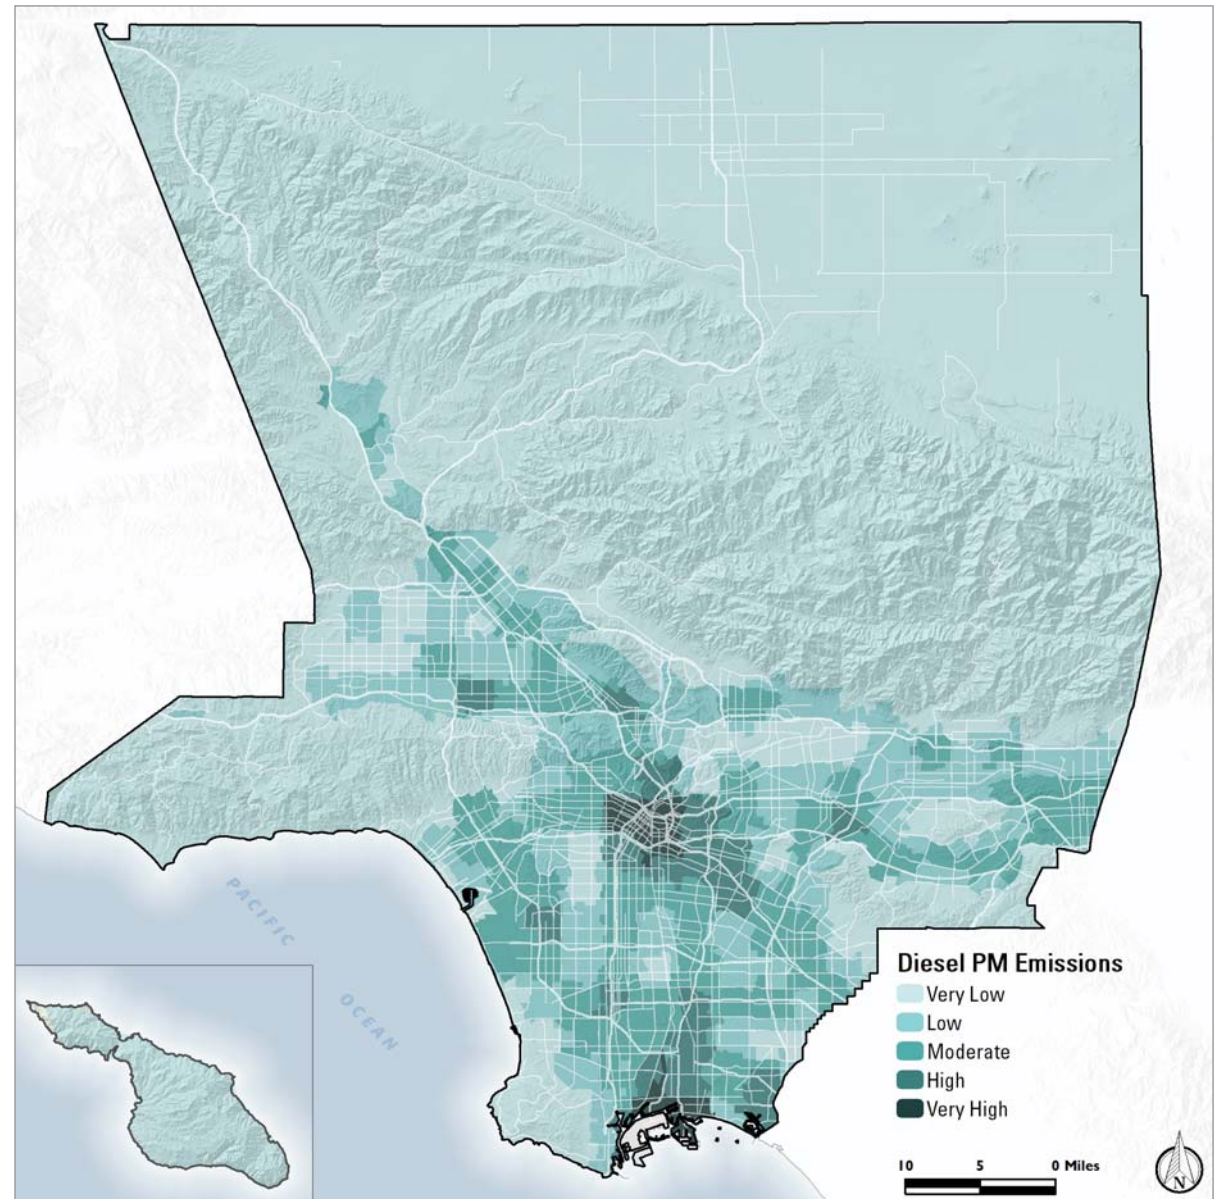 PACIFIC
OCEAN
Diesel PM Emissions
Very Low
Low
Moderate
High
Very High
10 5 0 Miles
N